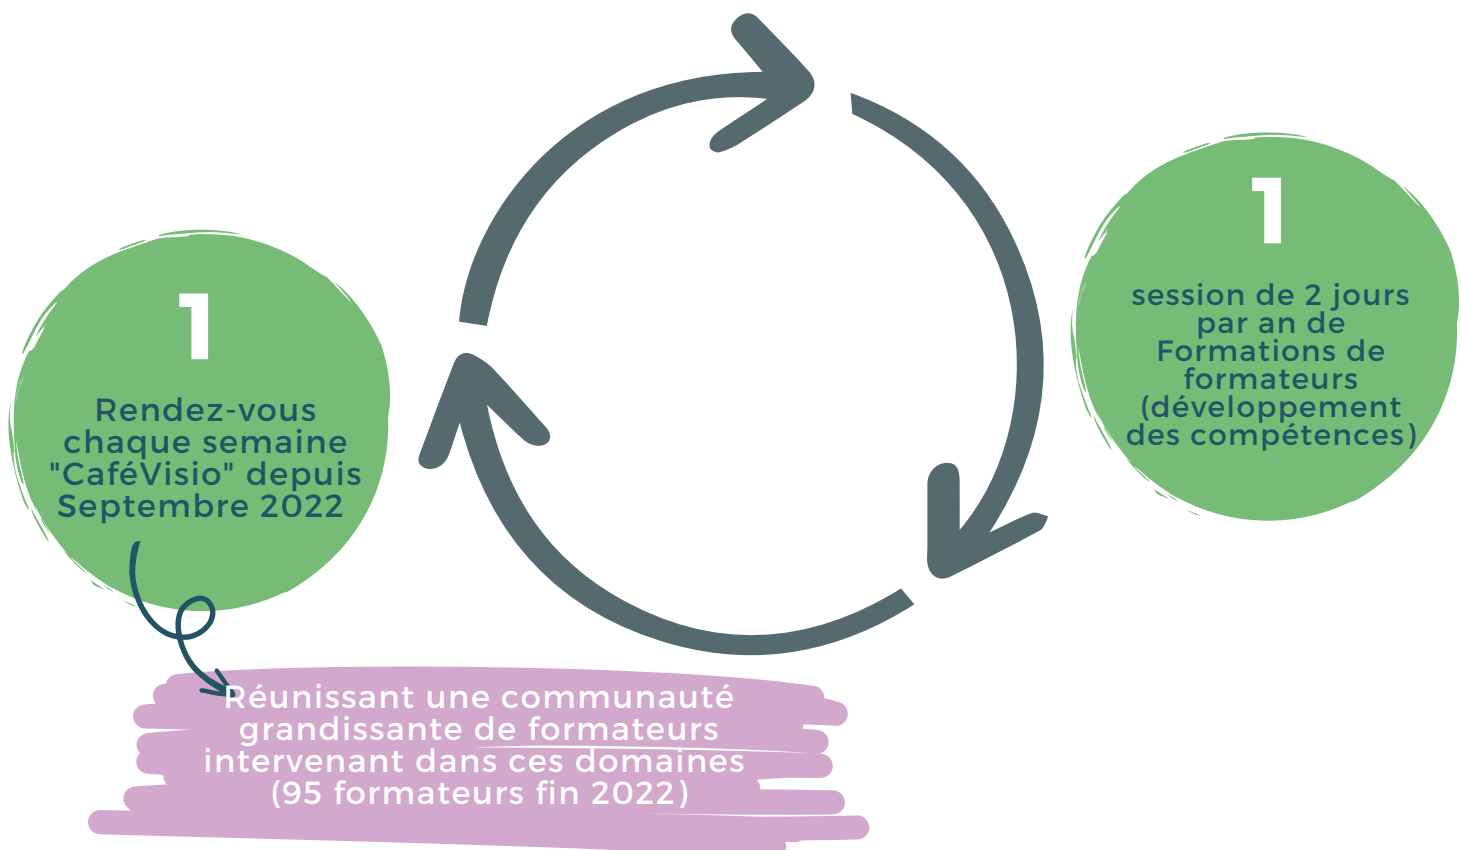 1
Rendez-vous
chaque semaine
"CaféVisio" depuis
Septembre 2022
1
session de 2 jours
par an de
Formations de
formateurs
(développement
des compétences)
Réunissant une communauté
grandissante de formateurs
intervenant dans ces domaines
(95 formateurs fin 2022)